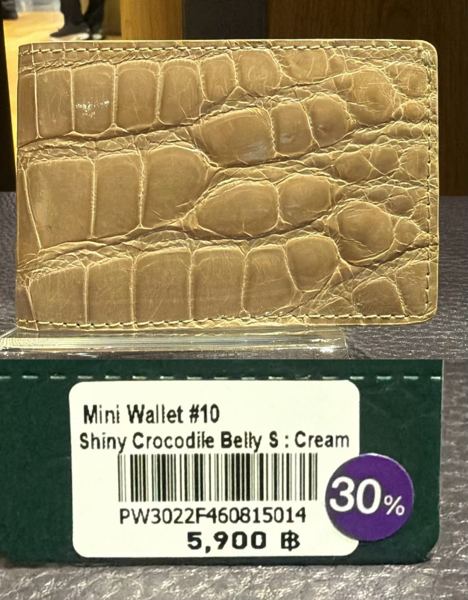 Mini Wallet #10
Shiny Crocodile Belly S : Cream
PW3022F460815014
30%
5,900 ฿